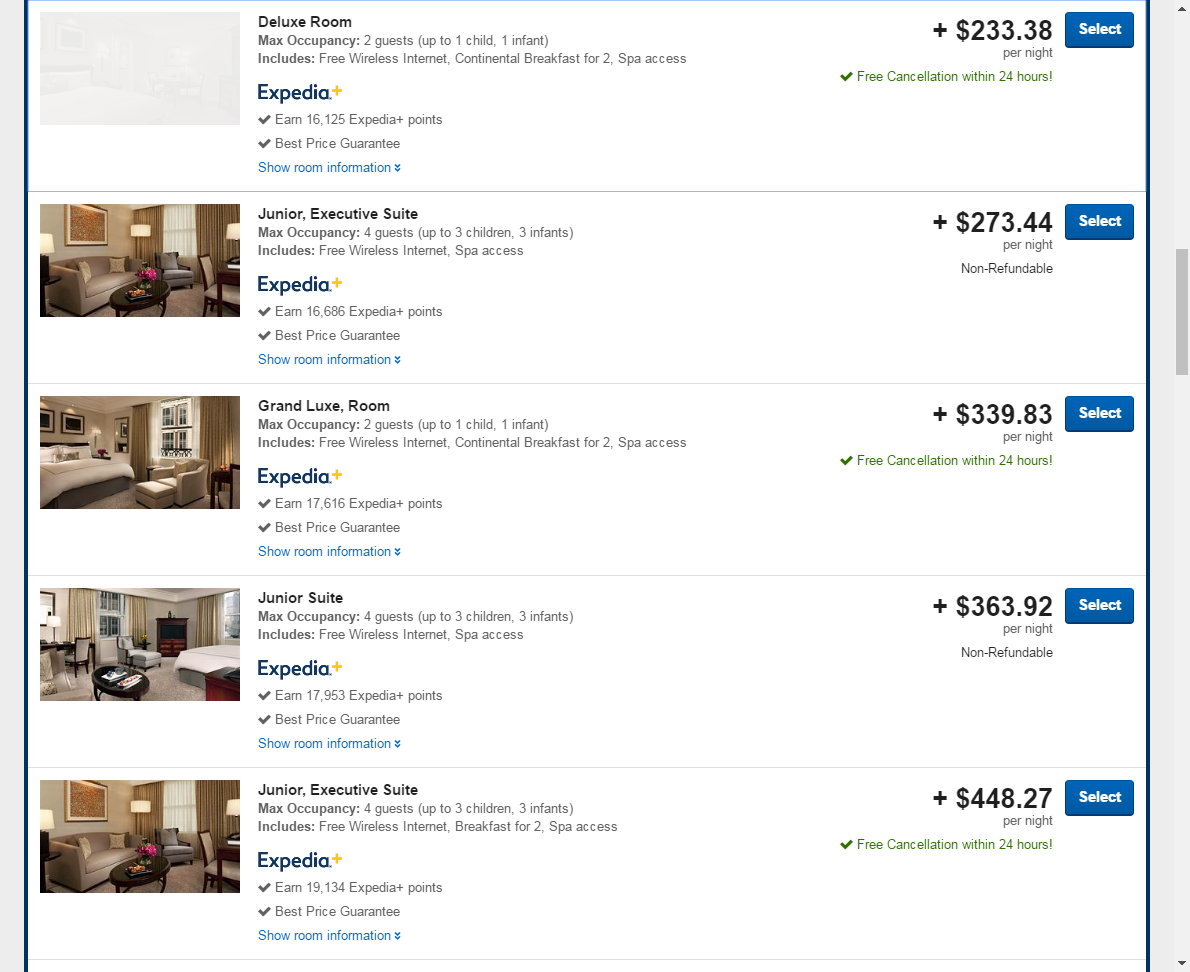 Deluxe Room
Max Occupancy: 2 guests (up to 1 child, 1 infant)
Includes: Free Wireless Internet, Continental Breakfast for 2, Spa access
Expedia+
Earn 16,125 Expedia+ points
Best Price Guarantee
Show room information
+ $233.38
per night
Free Cancellation within 24 hours!
Select
Junior, Executive Suite
Max Occupancy: 4 guests (up to 3 children, 3 infants)
Includes: Free Wireless Internet, Spa access
Expedia+
Earn 16,686 Expedia+ points
Best Price Guarantee
Show room information
+ $273.44
per night
Non-Refundable
Select
Grand Luxe, Room
Max Occupancy: 2 guests (up to 1 child, 1 infant)
Includes: Free Wireless Internet, Continental Breakfast for 2, Spa access
Expedia+
Earn 17,616 Expedia+ points
Best Price Guarantee
Show room information
+ $339.83
per night
Free Cancellation within 24 hours!
Select
Junior Suite
Max Occupancy: 4 guests (up to 3 children, 3 infants)
Includes: Free Wireless Internet, Spa access
Expedia+
Earn 17,953 Expedia+ points
Best Price Guarantee
Show room information
+ $363.92
per night
Non-Refundable
Select
Junior, Executive Suite
Max Occupancy: 4 guests (up to 3 children, 3 infants)
Includes: Free Wireless Internet, Breakfast for 2, Spa access
Expedia+
Earn 19,134 Expedia+ points
Best Price Guarantee
Show room information
+ $448.27
per night
Free Cancellation within 24 hours!
Select